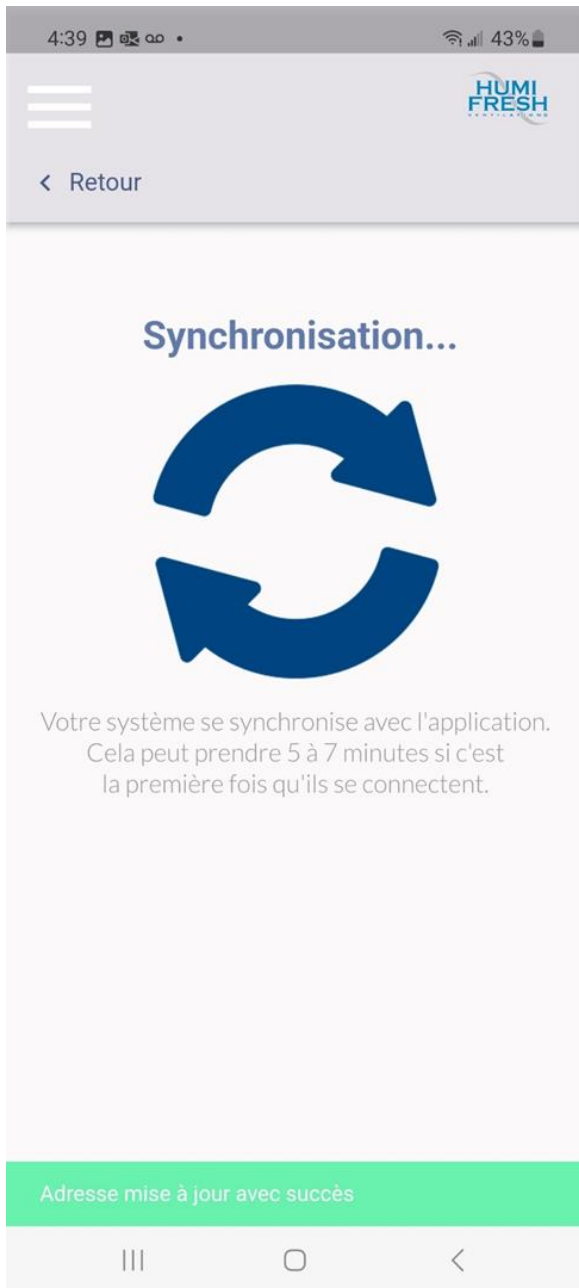 4:39
43%
HUMI
FRESH
VENTILATIONS
Retour
Synchronisation...
Votre système se synchronise avec l'application.
Cela peut prendre 5 à 7 minutes si c'est
la première fois qu'ils se connectent.
Adresse mise à jour avec succès